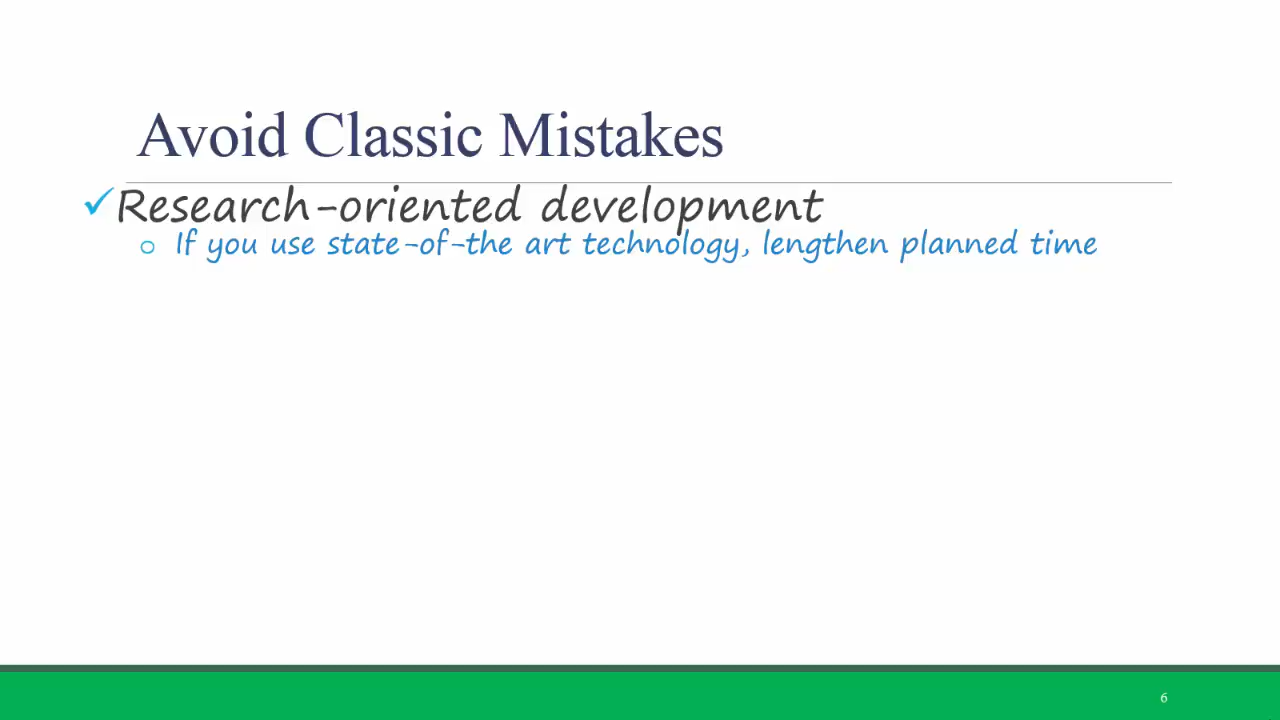 Avoid Classic Mistakes
✓Research-oriented development
o If you use state-of-the art technology, lengthen planned time
6